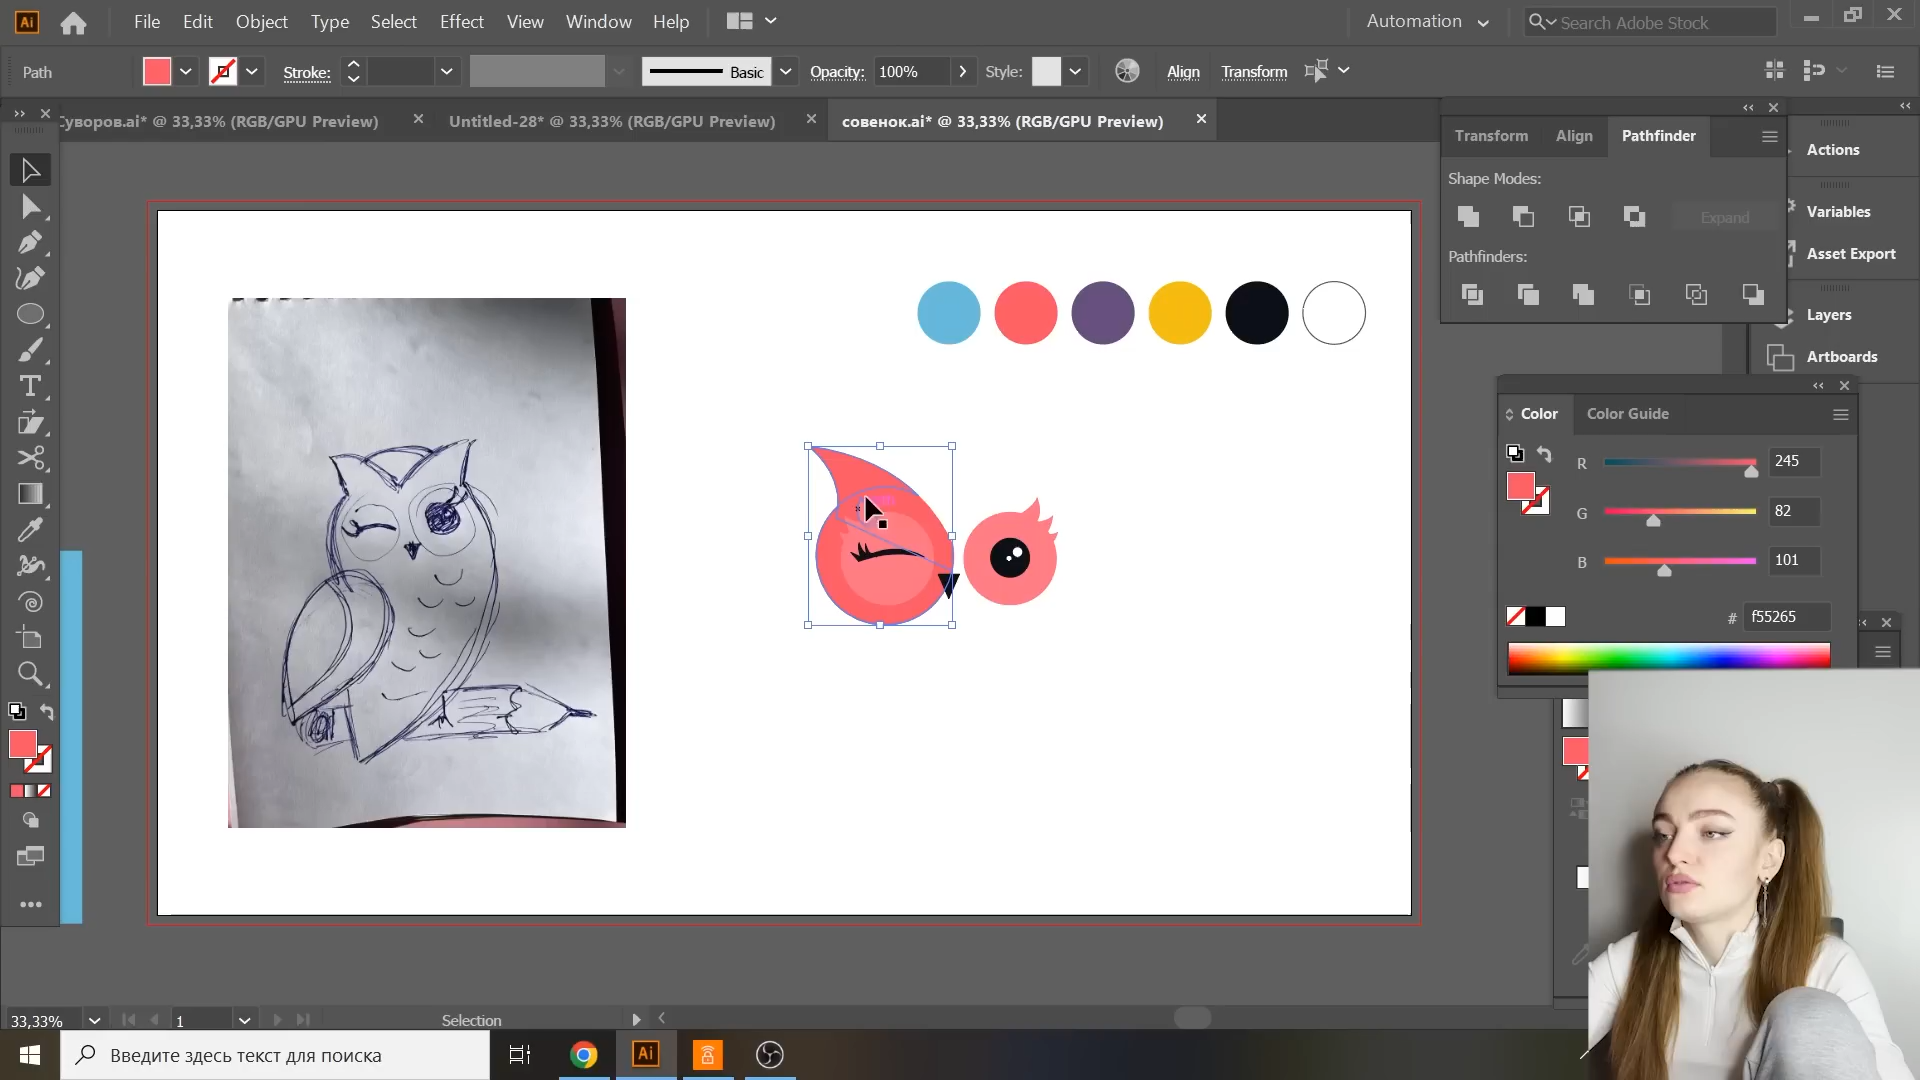 Ai File Edit Object Type Select Effect View Window Help Automation Search Adobe Stock
Path Stroke: Basic Opacity: 100% Style: Align Transform
Суворов.ai* @ 33,33% (RGB/GPU Preview) Untitled-28* @ 33,33% (RGB/GPU Preview) совенок.ai* @ 33,33% (RGB/GPU Preview)
Transform Align Pathfinder
Shape Modes:
Expand
Pathfinders:
Actions
Variables
Asset Export
Layers
Artboards
Color Color Guide
R 245
G 82
B 101
# f55265
33,33% 1 Selection
Введите здесь текст для поиска
Ai